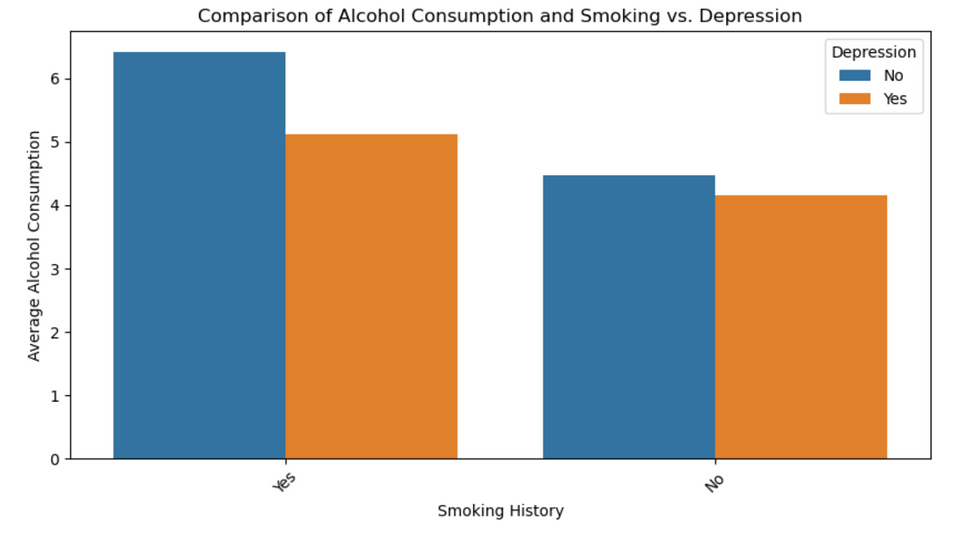 Comparison of Alcohol Consumption and Smoking vs. Depression
Depression
No
Yes
Average Alcohol Consumption
6
5
4
3
2
1
0
Yes
No
Smoking History